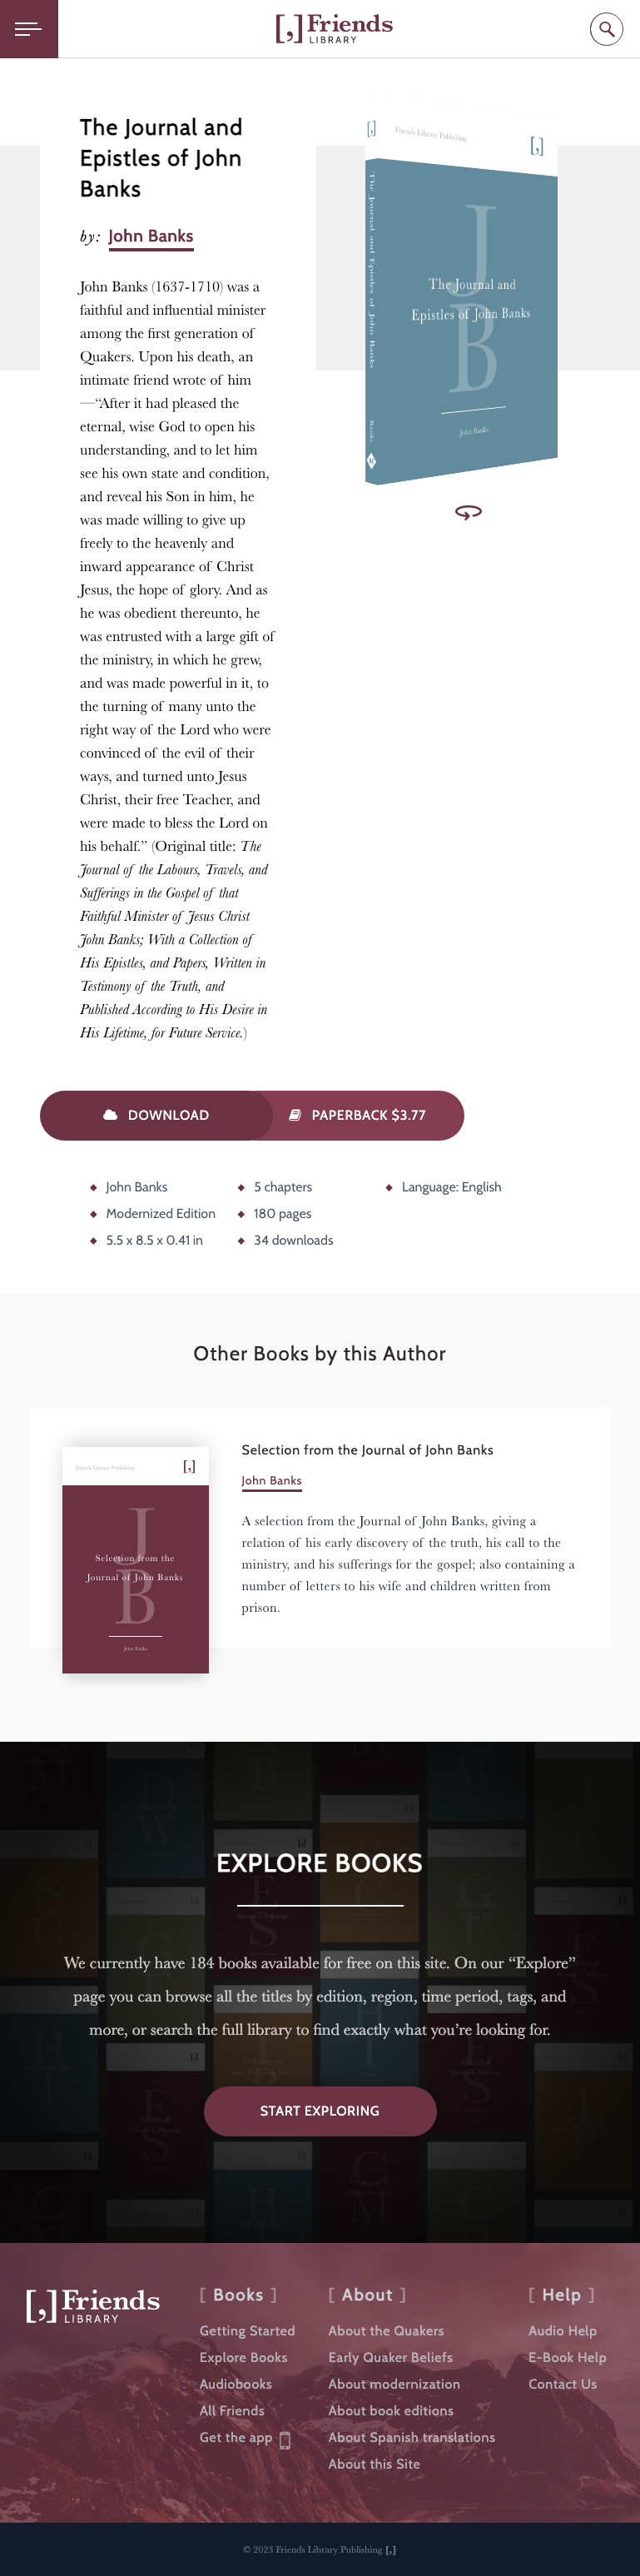 [,] Friends
LIBRARY
The Journal and
Epistles of John
Banks
by: John Banks
John Banks (1637-1710) was a
faithful and influential minister
among the first generation of
Quakers. Upon his death, an
intimate friend wrote of him
—“After it had pleased the
eternal, wise God to open his
understanding, and to let him
see his own state and condition,
and reveal his Son in him, he
was made willing to give up
freely to the heavenly and
inward appearance of Christ
Jesus, the hope of glory. And as
he was obedient thereunto, he
was entrusted with a large gift of
the ministry, in which he grew,
and was made powerful in it, to
the turning of many unto the
right way of the Lord who were
convinced of the evil of their
ways, and turned unto Jesus
Christ, their free Teacher, and
were made to bless the Lord on
his behalf.” (Original title: The
Journal of the Labours, Travels, and
Sufferings in the Gospel of that
Faithful Minister of Jesus Christ
John Banks; With a Collection of
His Epistles, and Papers, Written in
Testimony of the Truth, and
Published According to His Desire in
His Lifetime, for Future Service.)
[,]
Friends Library Publishing
[,]
The Journal and Epistles of John Banks
Banks
J
B
The Journal and
Epistles of John Banks
John Banks
DOWNLOAD
PAPERBACK $3.77
John Banks
5 chapters
Language: English
Modernized Edition
180 pages
5.5 x 8.5 x 0.41 in
34 downloads
Other Books by this Author
Friends Library Publishing
[,]
J
B
Selection from the
Journal of John Banks
John Banks
Selection from the Journal of John Banks
John Banks
A selection from the Journal of John Banks, giving a
relation of his early discovery of the truth, his call to the
ministry, and his sufferings for the gospel; also containing a
number of letters to his wife and children written from
prison.
EXPLORE BOOKS
We currently have 184 books available for free on this site. On our “Explore”
page you can browse all the titles by edition, region, time period, tags, and
more, or search the full library to find exactly what you’re looking for.
START EXPLORING
[,] Friends
LIBRARY
[ Books ]
Getting Started
Explore Books
Audiobooks
All Friends
Get the app
[ About ]
About the Quakers
Early Quaker Beliefs
About modernization
About book editions
About Spanish translations
About this Site
[ Help ]
Audio Help
E-Book Help
Contact Us
© 2023 Friends Library Publishing [,]